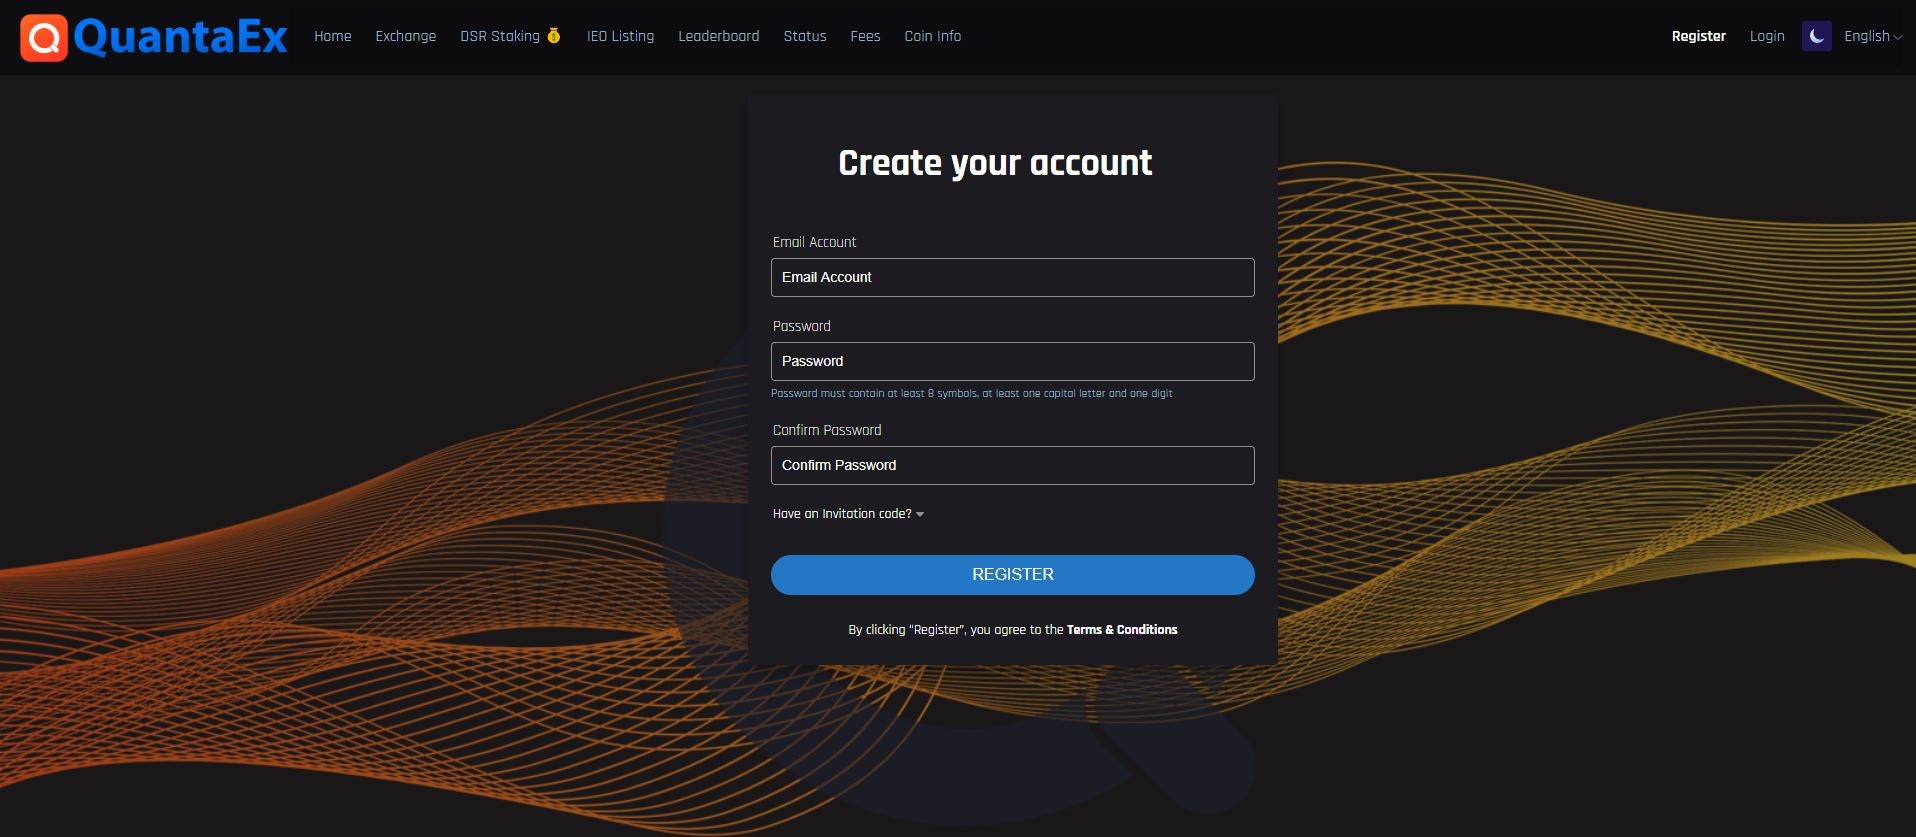 QuantaEx Home Exchange DSR Staking 💰 IEO Listing Leaderboard Status Fees Coin Info Register Login English
Create your account
Email Account
Email Account
Password
Password
Password must contain at least 8 symbols, at least one capital letter and one digit
Confirm Password
Confirm Password
Have an Invitation code?
REGISTER
By clicking “Register”, you agree to the Terms & Conditions